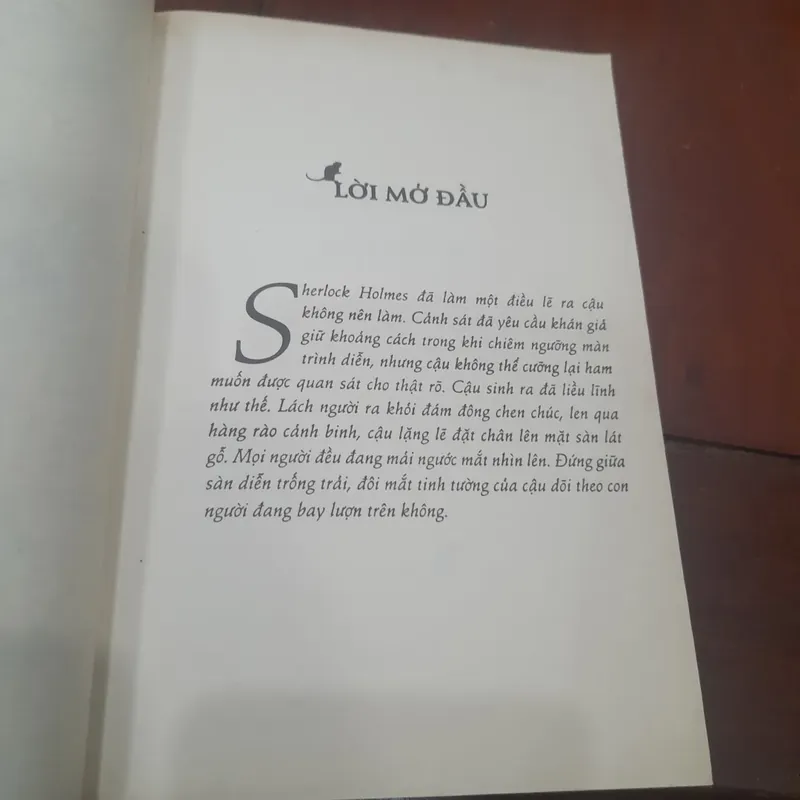 LỜI MỞ ĐẦU
Sherlock Holmes đã làm một điều lẽ ra cậu
không nên làm. Cảnh sát đã yêu cầu khán giả
giữ khoảng cách trong khi chiêm ngưỡng màn
trình diễn, nhưng cậu không thể cưỡng lại ham
muốn được quan sát cho thật rõ. Cậu sinh ra đã liều lĩnh
như thế. Lách người ra khỏi đám đông chen chúc, len qua
hàng rào cảnh binh, cậu lặng lẽ đặt chân lên mặt sàn lát
gỗ. Mọi người đều đang mải ngước mắt nhìn lên. Đứng giữa
sàn diễn trống trải, đôi mắt tinh tường của cậu dõi theo con
người đang bay lượn trên không.